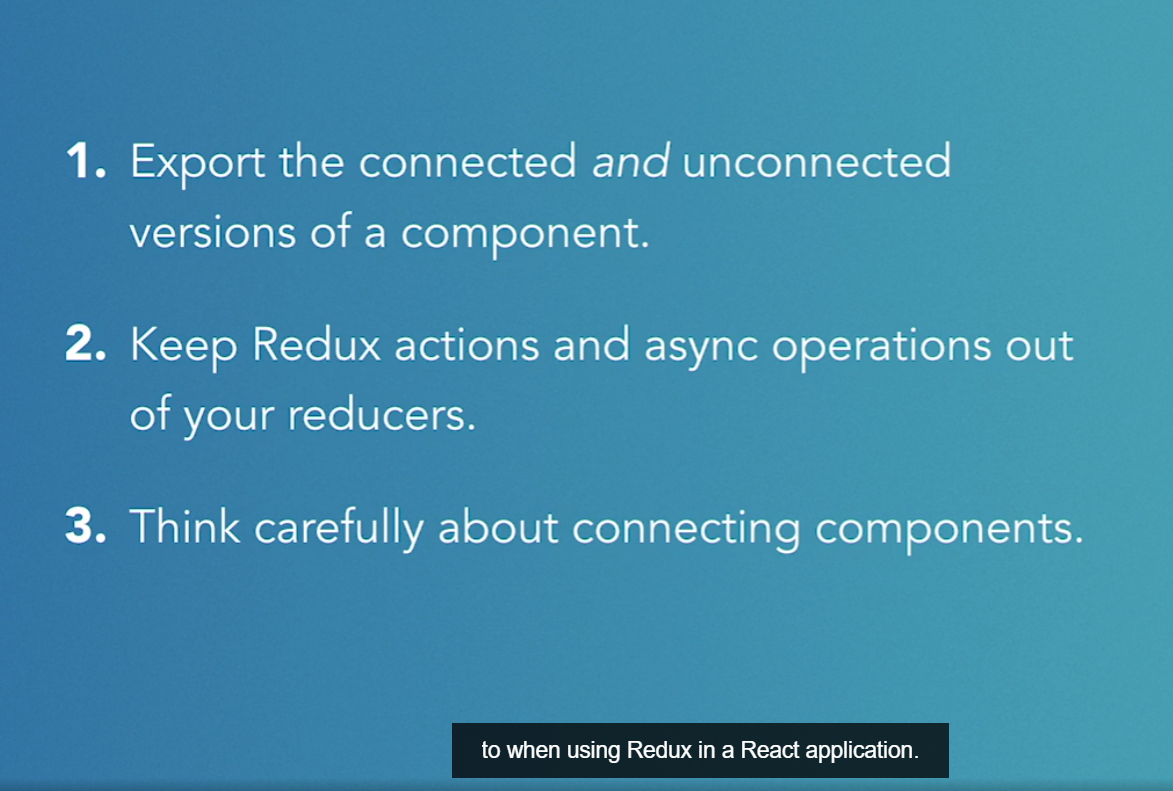 1. Export the connected and unconnected
versions of a component.
2. Keep Redux actions and async operations out
of your reducers.
3. Think carefully about connecting components.
to when using Redux in a React application.